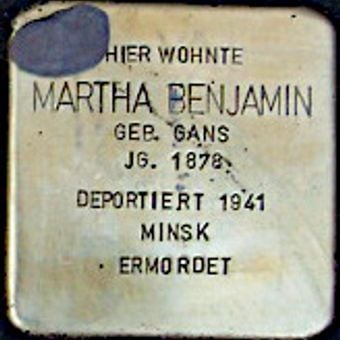 HIER WOHNTE
MARTHA BENJAMIN
GEB. GANS
JG. 1878
DEPORTIERT 1941
MINSK
ERMORDET